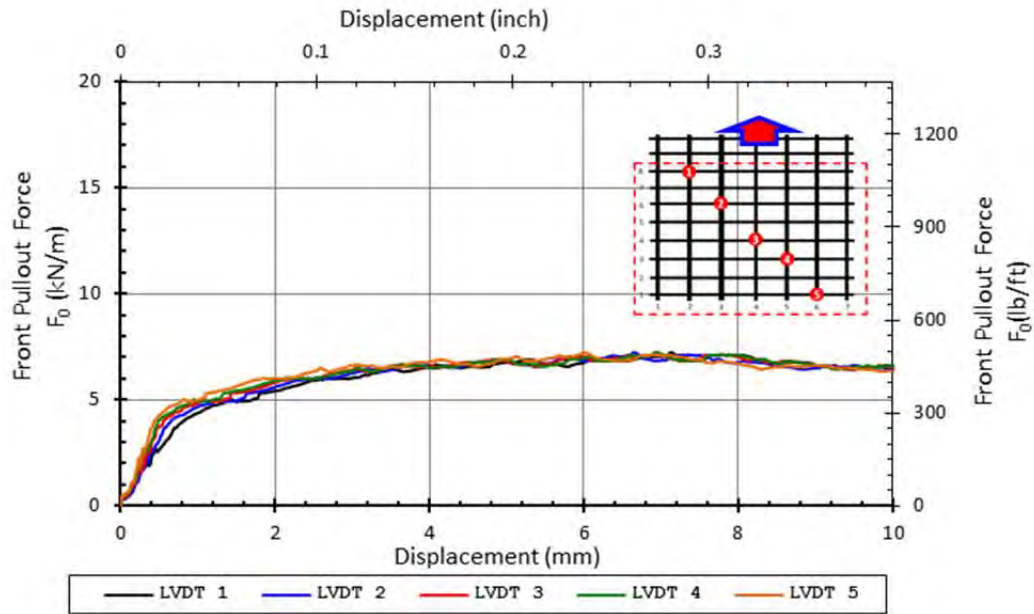 Displacement (inch)
0 0.1 0.2 0.3
20
15
10
5
0
Front Pullout Force
F₀ (kN/m)
1200
900
600
300
0
Front Pullout Force
F₀(lb/ft)
1
2
3
4
5
0 2 4 6 8 10
Displacement (mm)
LVDT 1 LVDT 2 LVDT 3 LVDT 4 LVDT 5